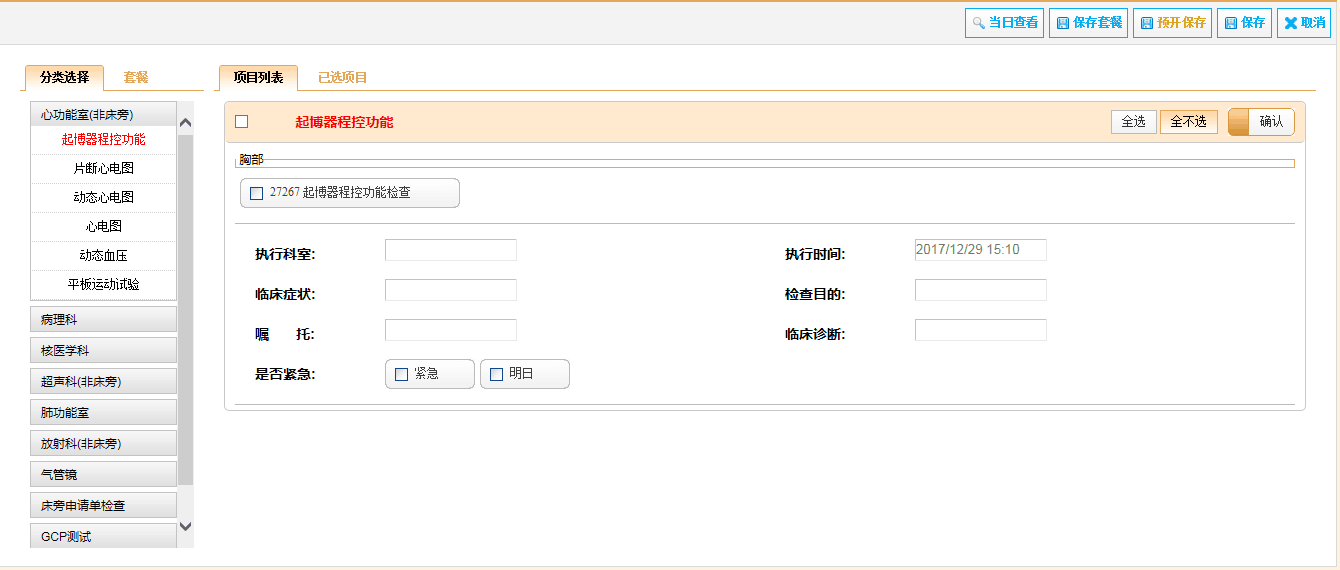 当日查看 保存套餐 预开保存 保存 取消
分类选择 套餐 项目列表 已选项目
心功能室(非床旁)
起博器程控功能
片断心电图
动态心电图
心电图
动态血压
平板运动试验
病理科
核医学科
超声科(非床旁)
肺功能室
放射科(非床旁)
气管镜
床旁申请单检查
GCP测试
起博器程控功能 全选 全不选 确认
胸部
27267 起博器程控功能检查
执行科室: 执行时间: 2017/12/29 15:10
临床症状: 检查目的:
嘱 托: 临床诊断:
是否紧急: 紧急 明日